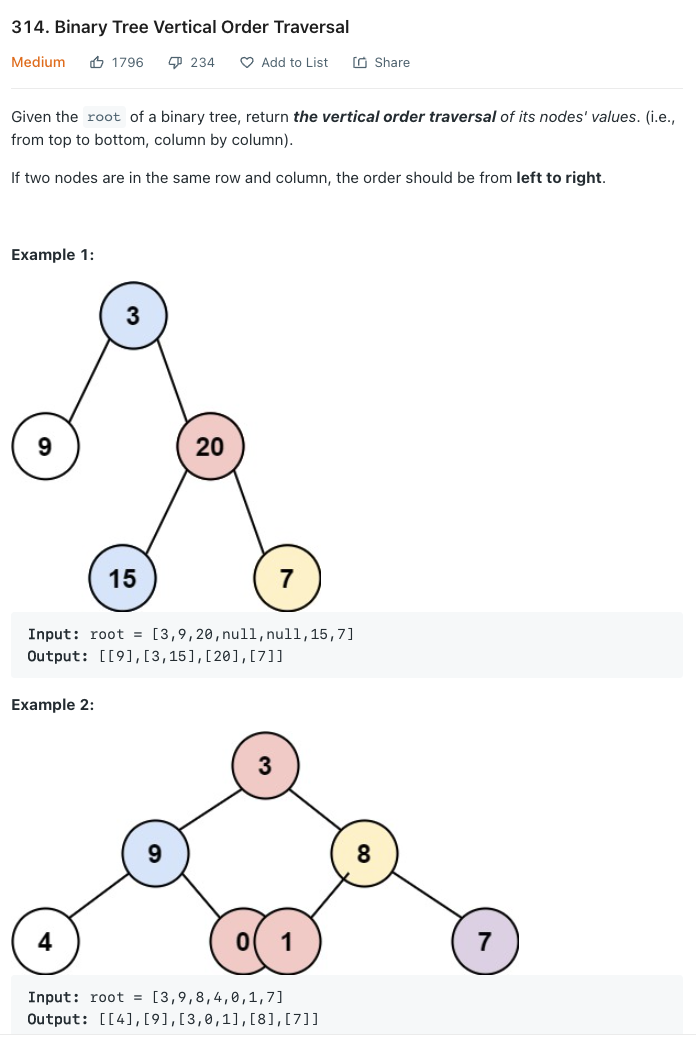 314. Binary Tree Vertical Order Traversal
Medium 1796 234 Add to List Share
Given the root of a binary tree, return the vertical order traversal of its nodes' values. (i.e.,
from top to bottom, column by column).
If two nodes are in the same row and column, the order should be from left to right.
Example 1:
3
9 20
15 7
Input: root = [3,9,20,null,null,15,7]
Output: [[9],[3,15],[20],[7]]
Example 2:
3
9 8
4 0 1 7
Input: root = [3,9,8,4,0,1,7]
Output: [[4],[9],[3,0,1],[8],[7]]